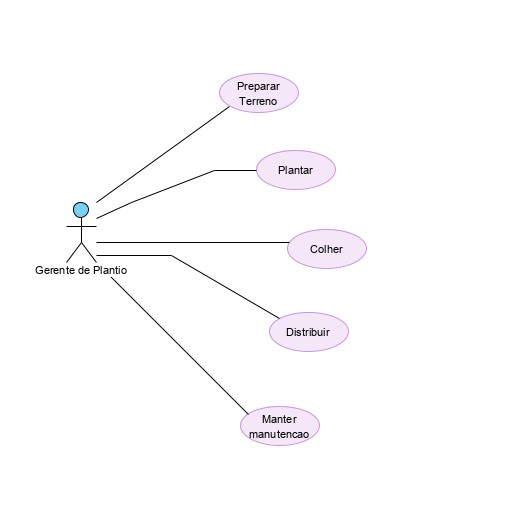 Preparar
Terreno
Plantar
Colher
Gerente de Plantio
Distribuir
Manter
manutencao